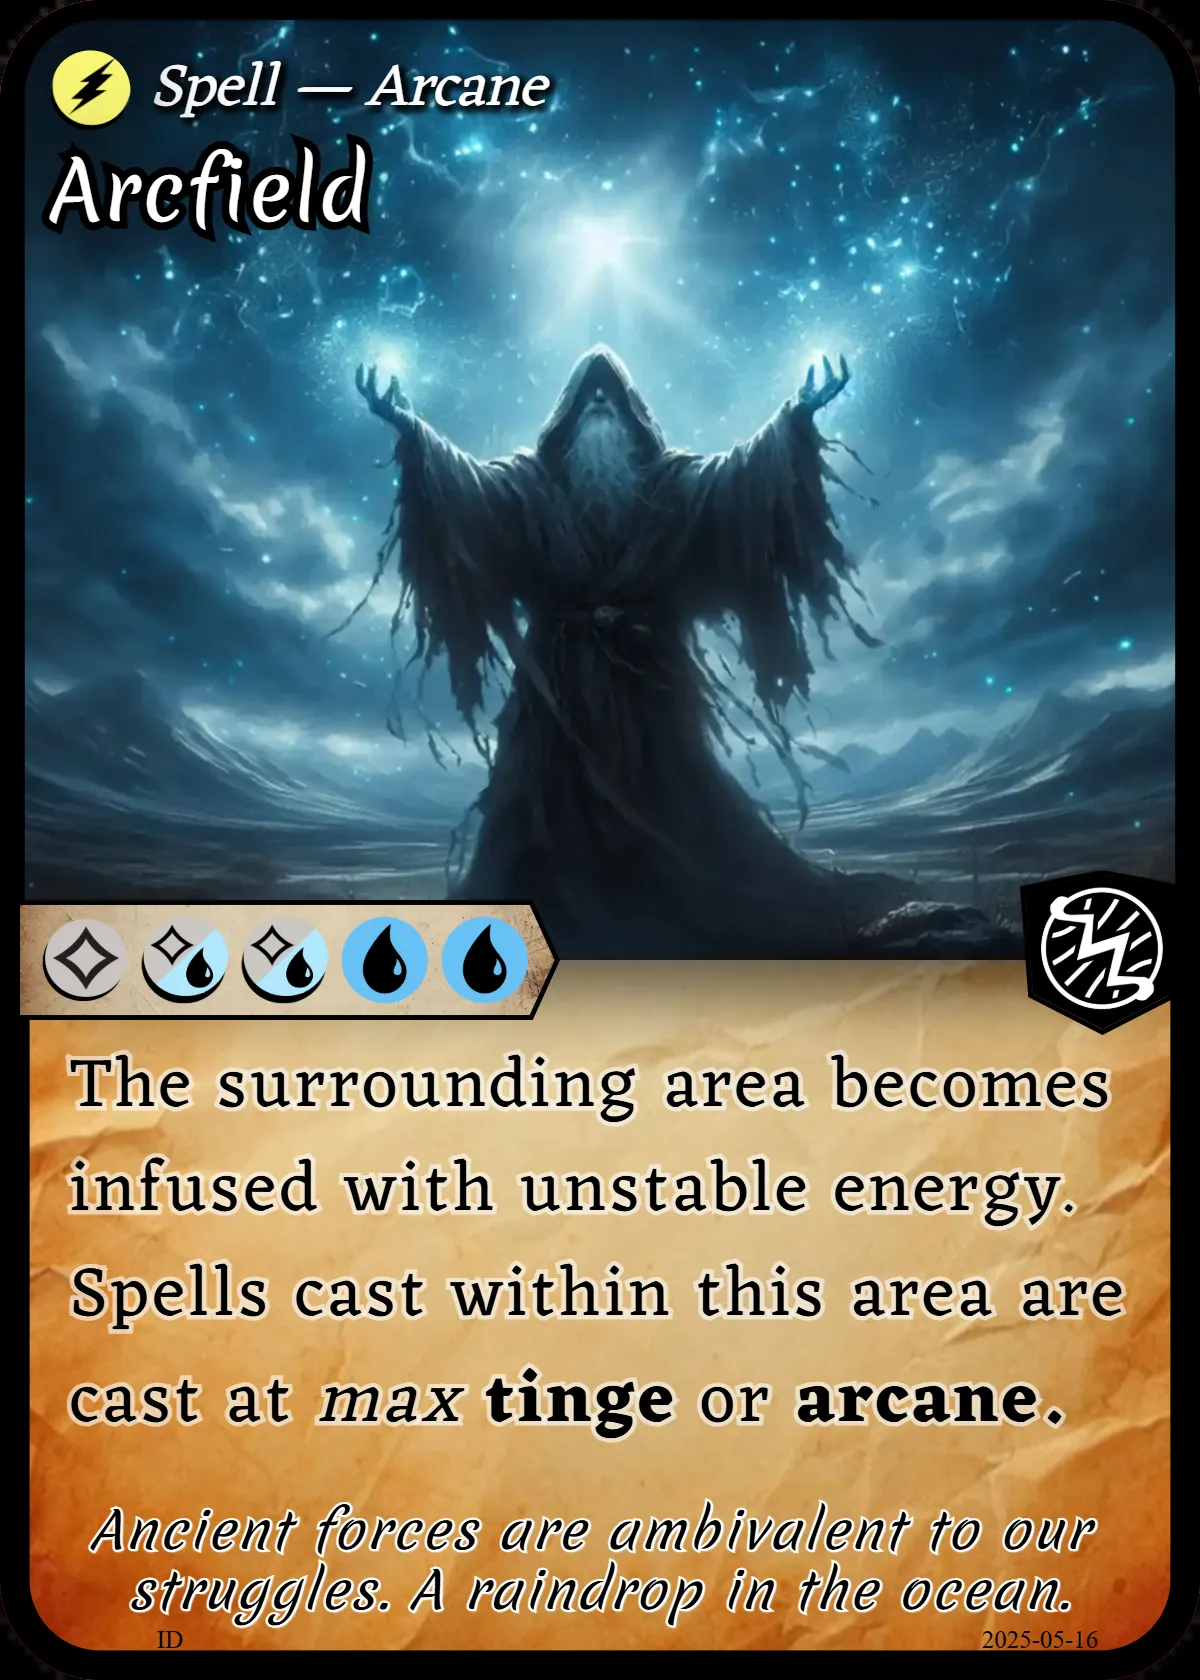 Spell — Arcane
Arcfield
The surrounding area becomes
infused with unstable energy.
Spells cast within this area are
cast at max tinge or arcane.
Ancient forces are ambivalent to our
struggles. A raindrop in the ocean.
ID 2025-05-16